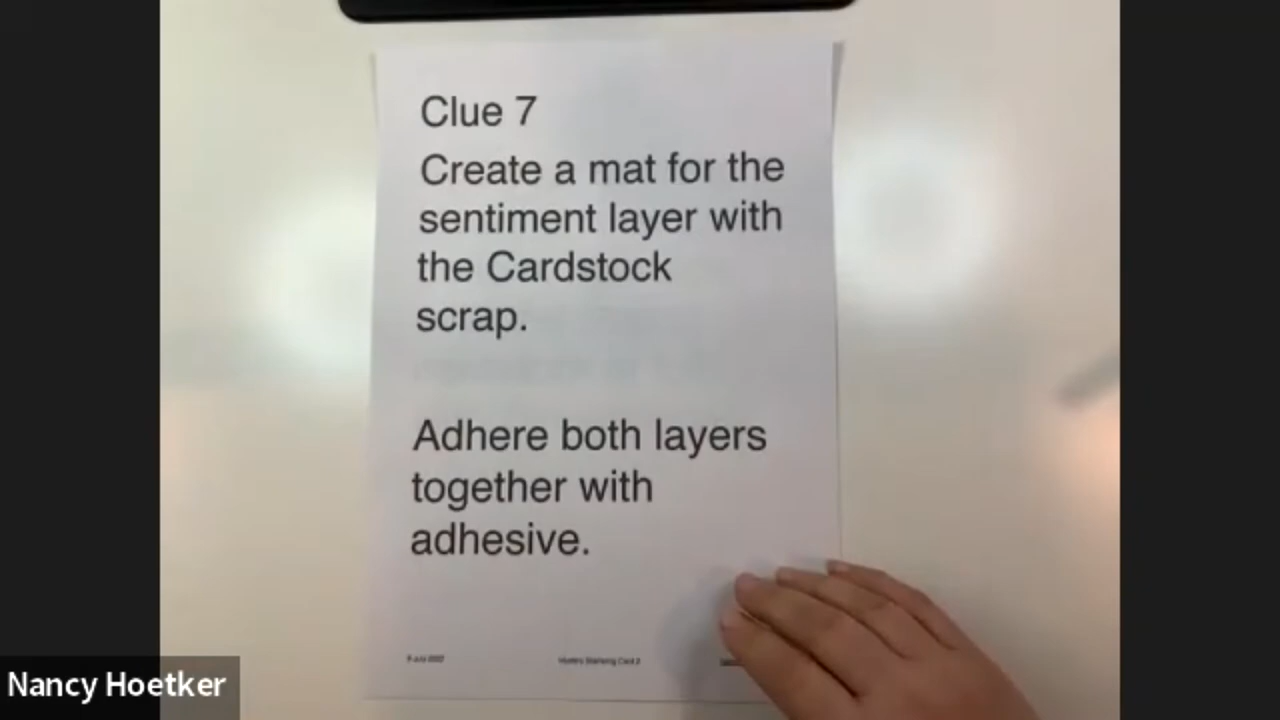 Clue 7
Create a mat for the
sentiment layer with
the Cardstock
scrap.
Adhere both layers
together with
adhesive.
Nancy Hoetker